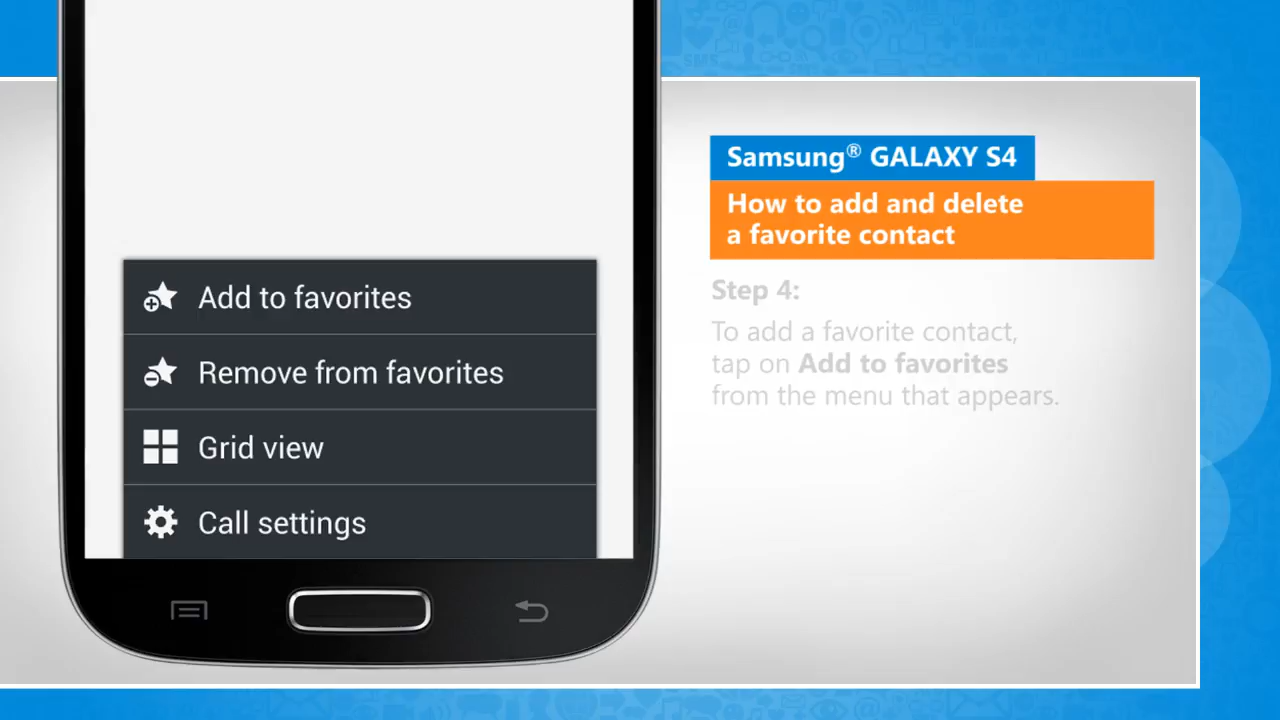 Samsung® GALAXY S4
How to add and delete
a favorite contact
Step 4:
To add a favorite contact,
tap on Add to favorites
from the menu that appears.
Add to favorites
Remove from favorites
Grid view
Call settings
SMS